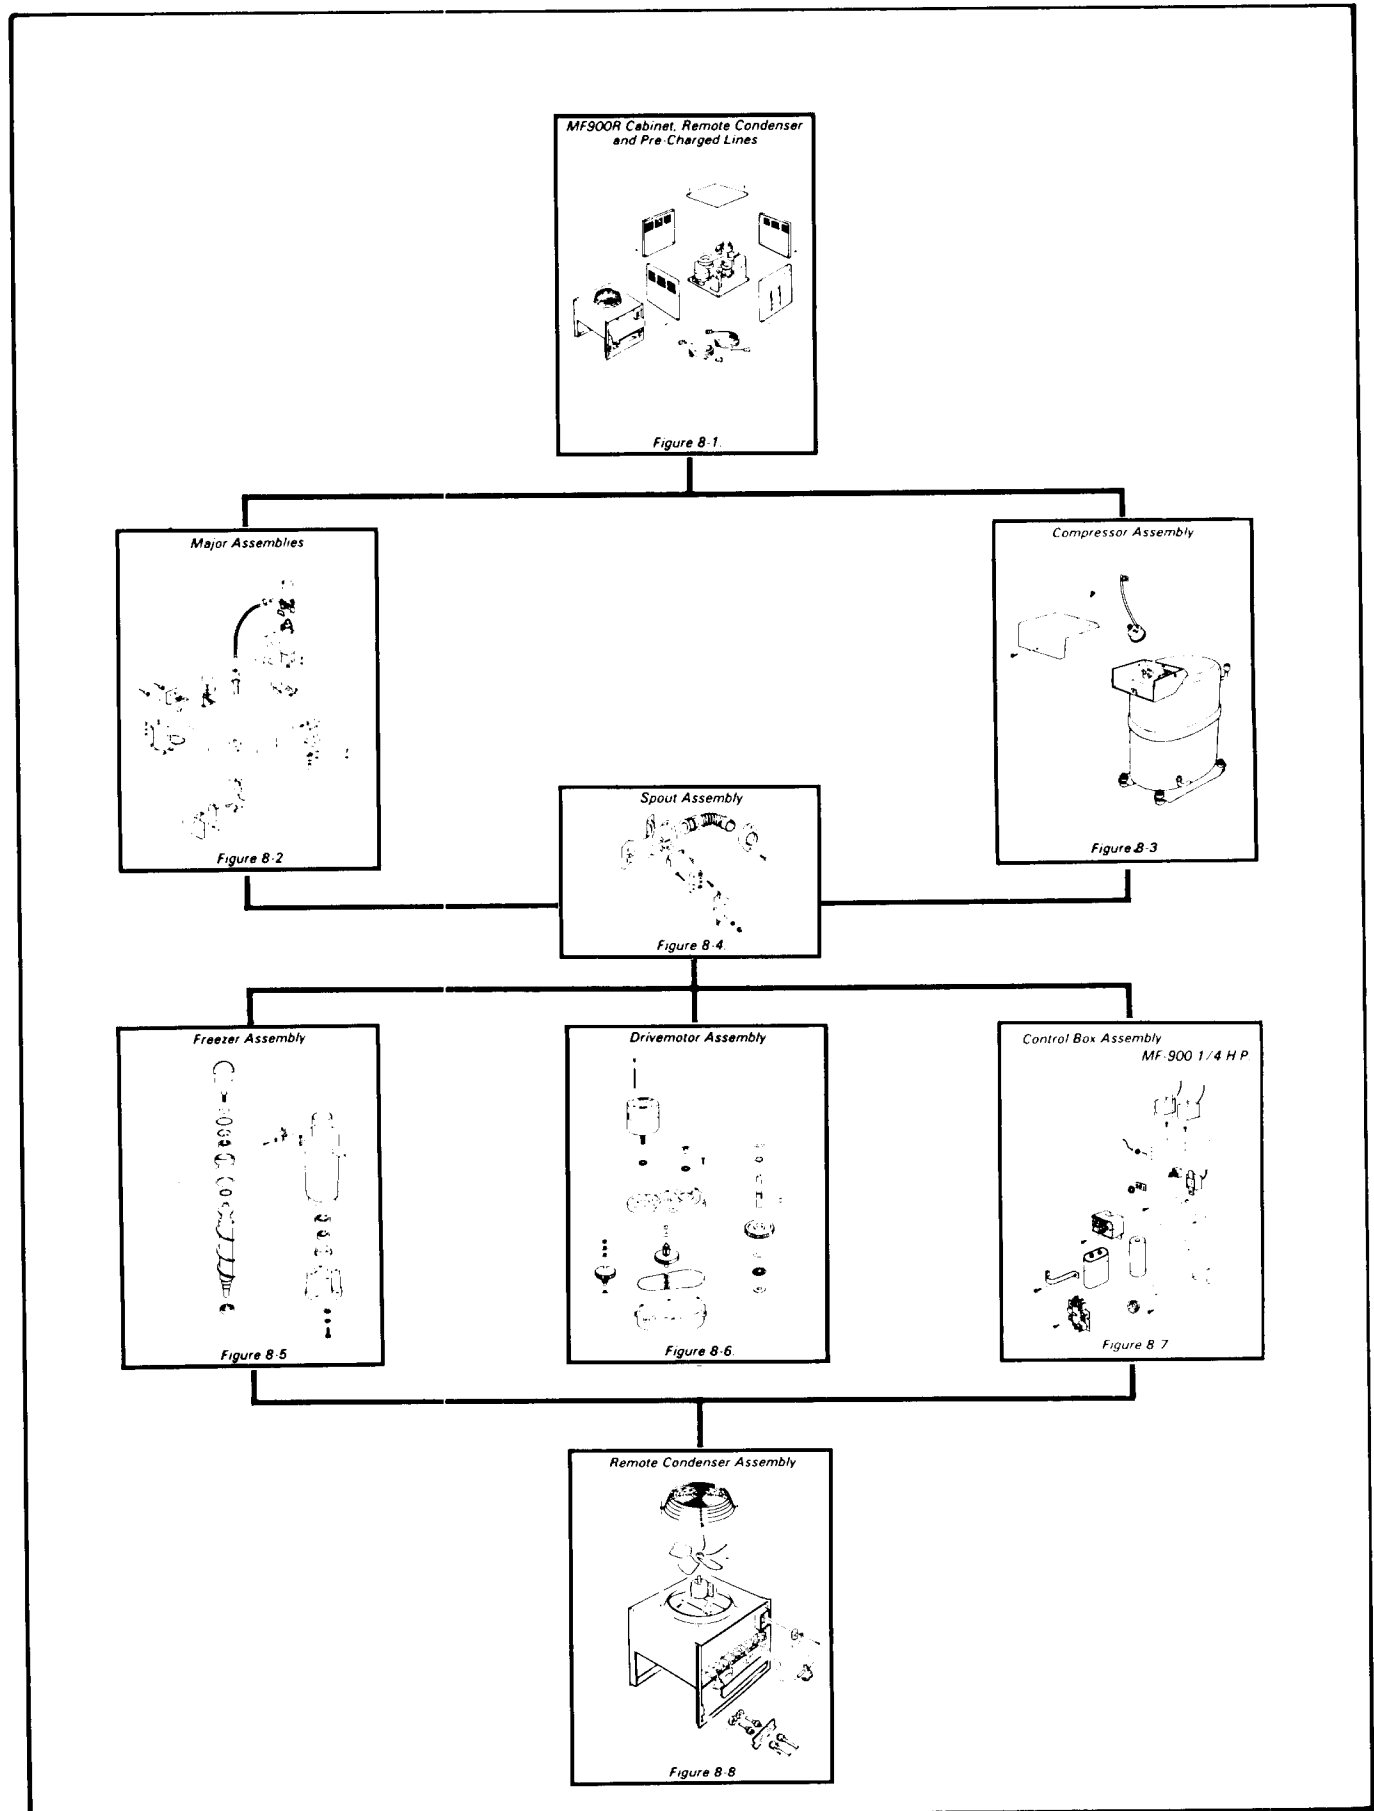 MF900R Cabinet, Remote Condenser
and Pre-Charged Lines
Figure 8-1.
Major Assemblies
Figure 8-2
Compressor Assembly
Figure 8-3
Spout Assembly
Figure 8-4.
Freezer Assembly
Figure 8-5
Drivemotor Assembly
Figure 8-6.
Control Box Assembly
MF-900 1/4 H P.
Figure 8 7
Remote Condenser Assembly
Figure 8-8